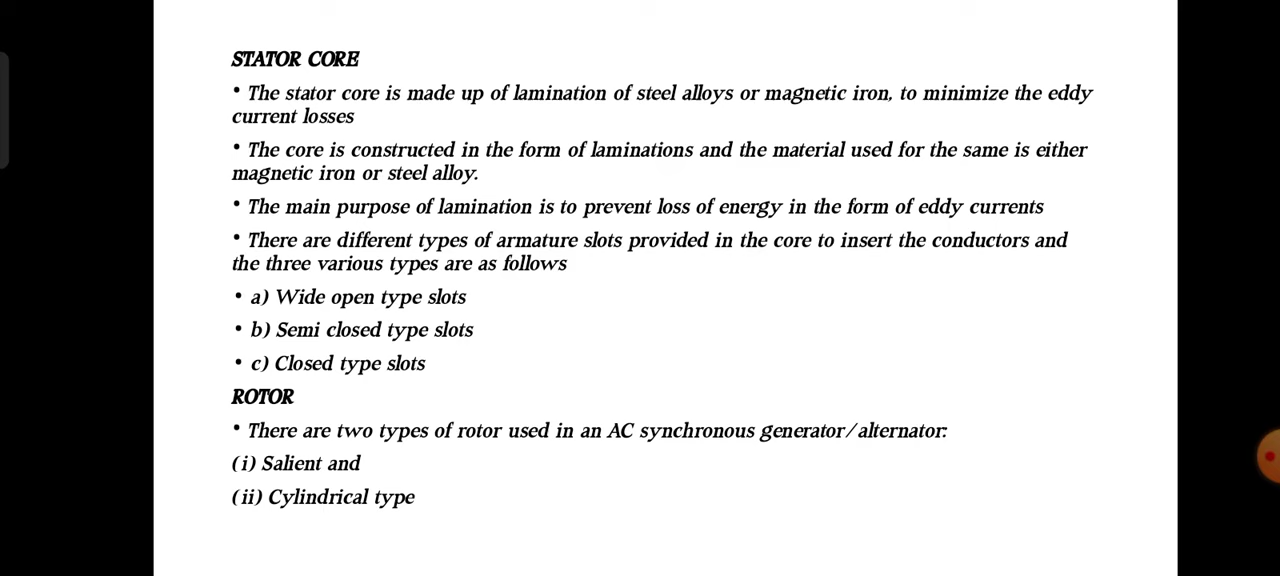 STATOR CORE
• The stator core is made up of lamination of steel alloys or magnetic iron, to minimize the eddy
current losses
• The core is constructed in the form of laminations and the material used for the same is either
magnetic iron or steel alloy.
• The main purpose of lamination is to prevent loss of energy in the form of eddy currents
• There are different types of armature slots provided in the core to insert the conductors and
the three various types are as follows
• a) Wide open type slots
• b) Semi closed type slots
• c) Closed type slots
ROTOR
• There are two types of rotor used in an AC synchronous generator/alternator:
(i) Salient and
(ii) Cylindrical type